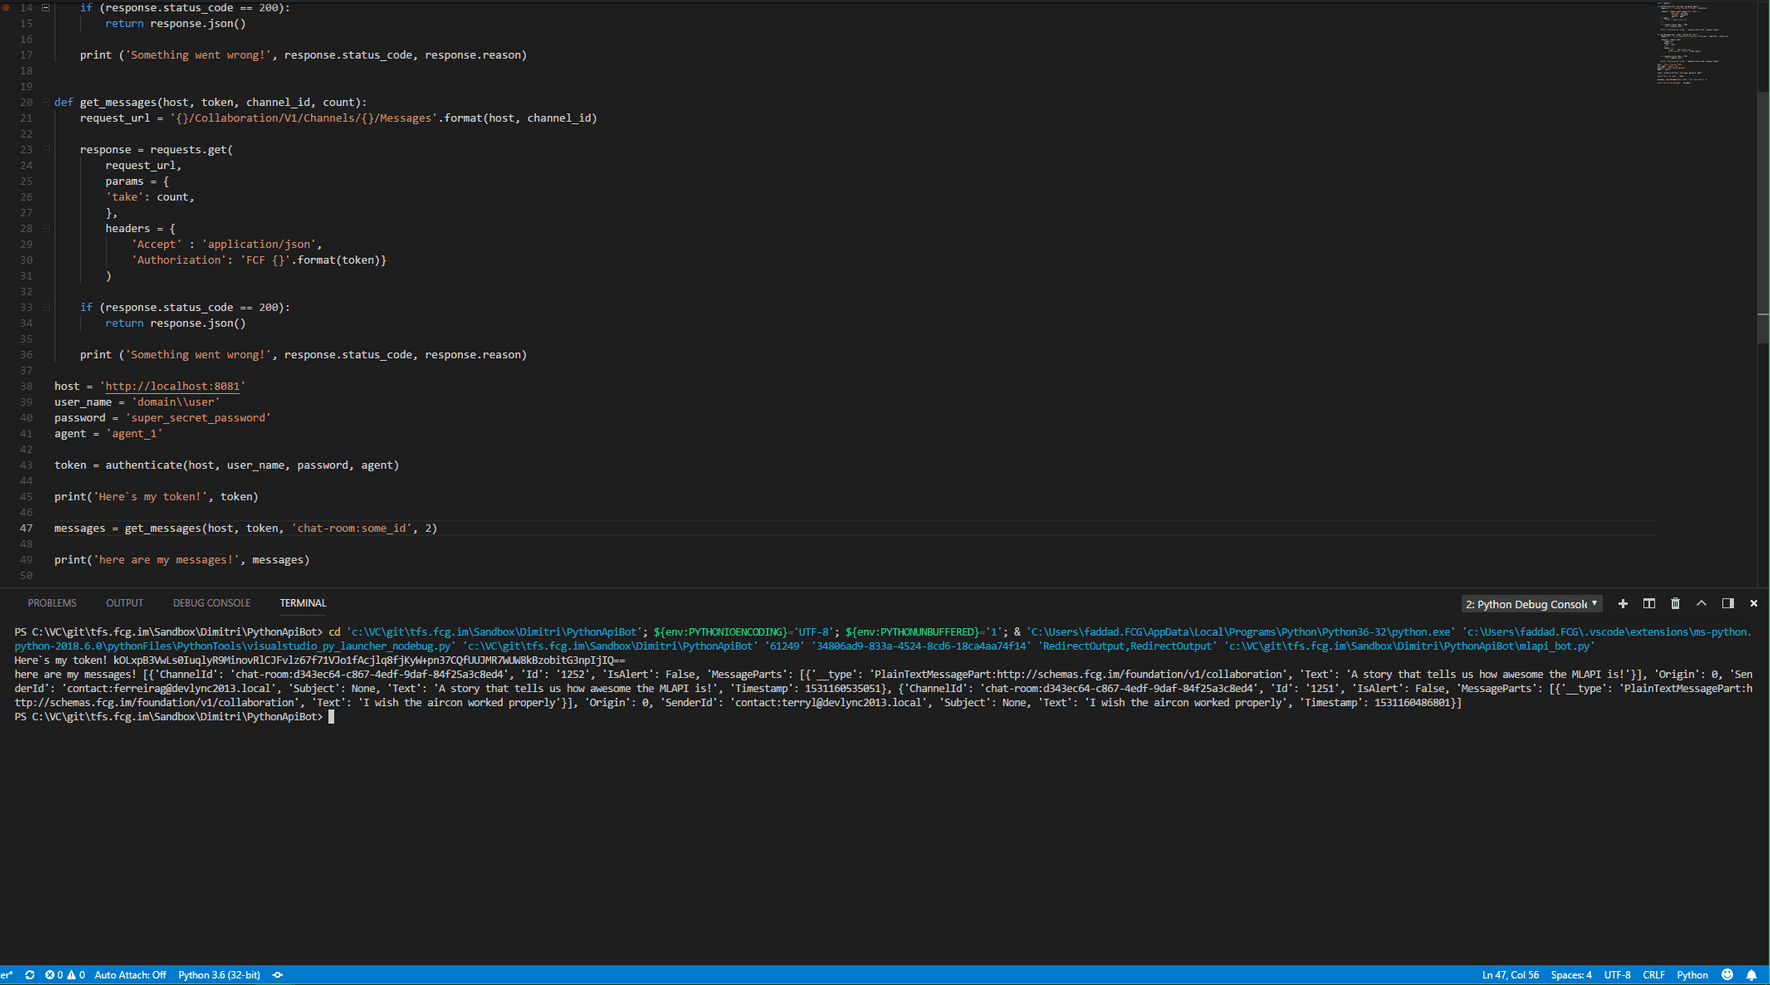 14 if (response.status_code == 200):
15 return response.json()
16
17 print ('Something went wrong!', response.status_code, response.reason)
18
19
20 def get_messages(host, token, channel_id, count):
21 request_url = '{}/Collaboration/V1/Channels/{}/Messages'.format(host, channel_id)
22
23 response = requests.get(
24 request_url,
25 params = {
26 'take': count,
27 },
28 headers = {
29 'Accept' : 'application/json',
30 'Authorization': 'FCF {}'.format(token)}
31 )
32
33 if (response.status_code == 200):
34 return response.json()
35
36 print ('Something went wrong!', response.status_code, response.reason)
37
38 host = 'http://localhost:8081'
39 user_name = 'domain\\user'
40 password = 'super_secret_password'
41 agent = 'agent_1'
42
43 token = authenticate(host, user_name, password, agent)
44
45 print('Here`s my token!', token)
46
47 messages = get_messages(host, token, 'chat-room:some_id', 2)
48
49 print('here are my messages!', messages)
50
PROBLEMS OUTPUT DEBUG CONSOLE TERMINAL 2: Python Debug Console
PS C:\VC\git\tfs.fcg.im\Sandbox\Dimitri\PythonApiBot> cd 'c:\VC\git\tfs.fcg.im\Sandbox\Dimitri\PythonApiBot'; ${env:PYTHONIOENCODING}='UTF-8'; ${env:PYTHONUNBUFFERED}='1'; & 'C:\Users\faddad.FCG\AppData\Local\Programs\Python\Python36-32\python.exe' 'c:\Users\faddad.FCG\.vscode\extensions\ms-python.
python-2018.6.0\pythonFiles\PythonTools\visualstudio_py_launcher_nodebug.py' 'c:\VC\git\tfs.fcg.im\Sandbox\Dimitri\PythonApiBot' '61249' '34806ad9-833a-4524-8cd6-18ca4aa74f14' 'RedirectOutput,RedirectOutput' 'c:\VC\git\tfs.fcg.im\Sandbox\Dimitri\PythonApiBot\mlapi_bot.py'
Here`s my token! kOLxpB3VwLs0IuqlyR9MinovRlCJFvlz67f71VJo1fAcjlq8fjKyW+pn37CQfUUJMR7WUW8kBzobitG3npIjIQ==
here are my messages! [{'ChannelId': 'chat-room:d343ec64-c867-4edf-9daf-84f25a3c8ed4', 'Id': '1252', 'IsAlert': False, 'MessageParts': [{'__type': 'PlainTextMessagePart:http://schemas.fcg.im/foundation/v1/collaboration', 'Text': 'A story that tells us how awesome the MLAPI is!'}], 'Origin': 0, 'Sen
derId': 'contact:ferreirag@devlync2013.local', 'Subject': None, 'Text': 'A story that tells us how awesome the MLAPI is!', 'Timestamp': 1531160535051}, {'ChannelId': 'chat-room:d343ec64-c867-4edf-9daf-84f25a3c8ed4', 'Id': '1251', 'IsAlert': False, 'MessageParts': [{'__type': 'PlainTextMessagePart:h
ttp://schemas.fcg.im/foundation/v1/collaboration', 'Text': 'I wish the aircon worked properly'}], 'Origin': 0, 'SenderId': 'contact:terryl@devlync2013.local', 'Subject': None, 'Text': 'I wish the aircon worked properly', 'Timestamp': 1531160486801}]
PS C:\VC\git\tfs.fcg.im\Sandbox\Dimitri\PythonApiBot>
er* 0 0 Auto Attach: Off Python 3.6 (32-bit) Ln 47, Col 56 Spaces: 4 UTF-8 CRLF Python